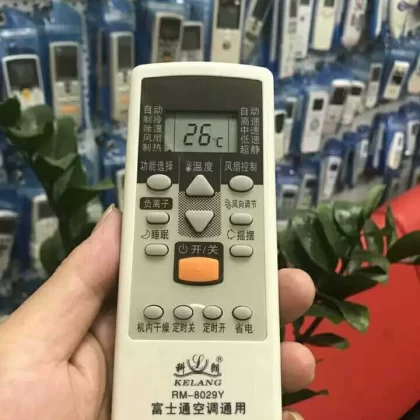 自动 自动
制冷 高速
除湿 中速
风扇 低速
制热 超静
26℃
功能选择 温度 风扇控制
负离子 风向调节
睡眠 摇摆
开/关
机内干燥 定时关 定时开 省电
科朗
KELANG
RM-8029Y
富士通空调通用